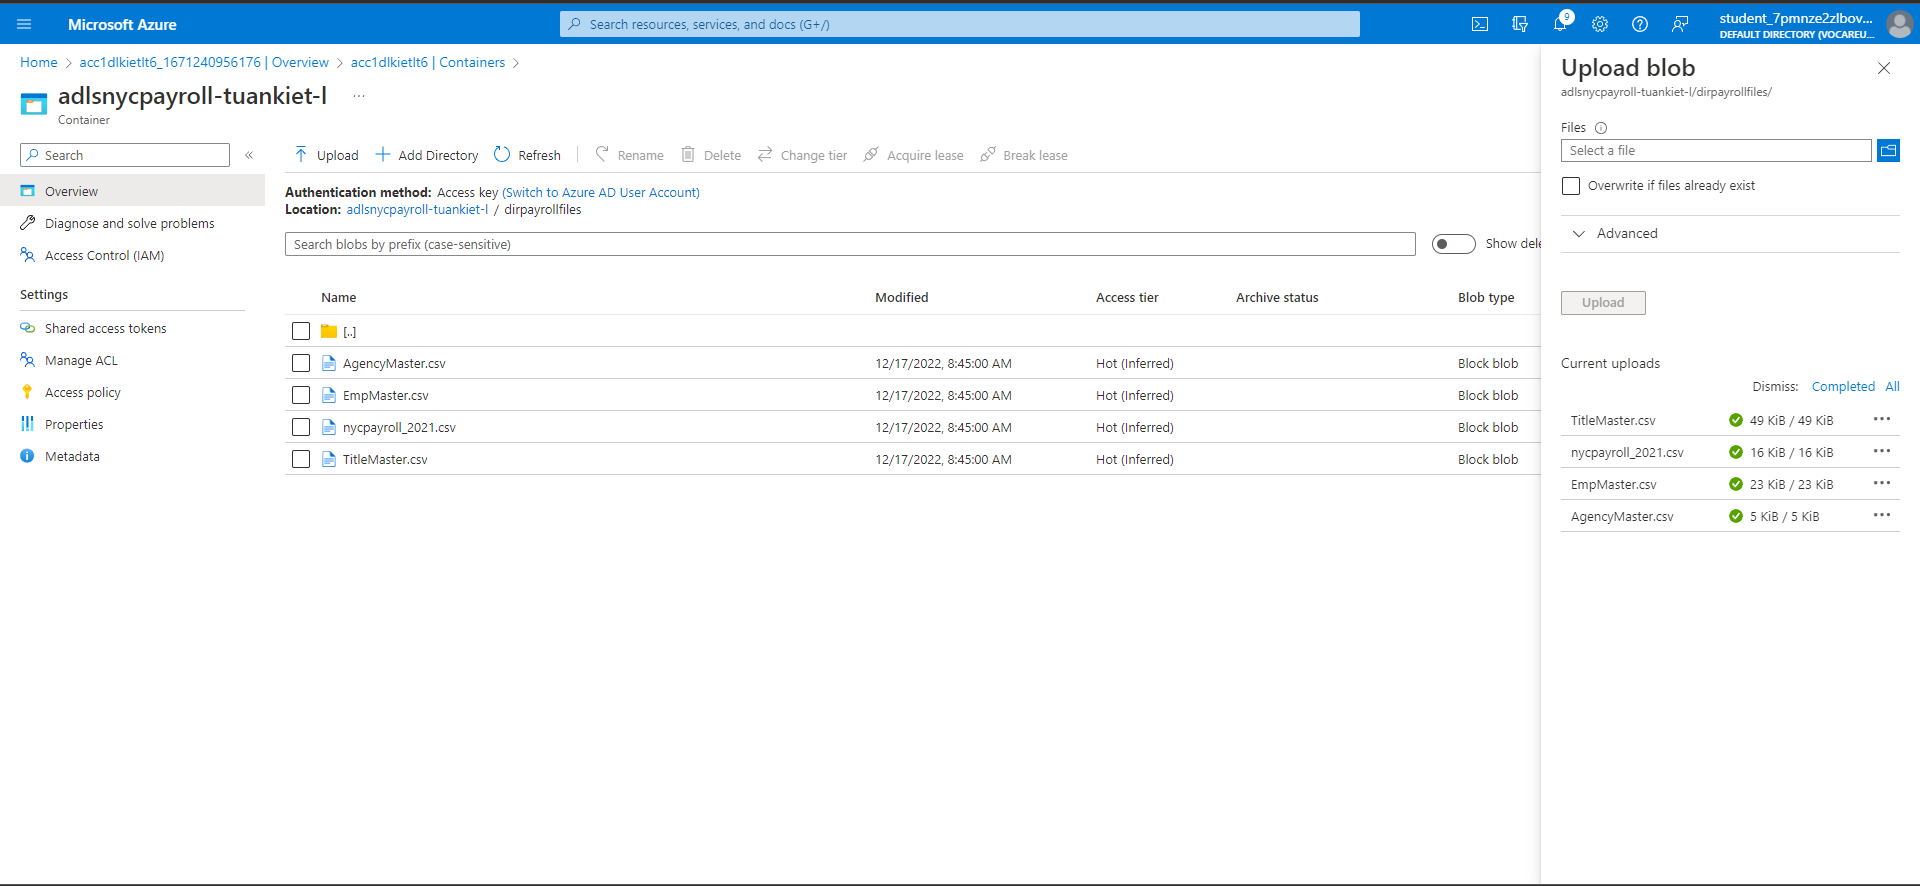 Microsoft Azure
Search resources, services, and docs (G+/)
9
student_7pmnze2zlbov...
DEFAULT DIRECTORY (VOCAREU...
Home > acc1dlkietlt6_1671240956176 | Overview > acc1dlkietlt6 | Containers >
adlsnycpayroll-tuankiet-l ...
Container
Search «
Overview
Diagnose and solve problems
Access Control (IAM)
Settings
Shared access tokens
Manage ACL
Access policy
Properties
Metadata
Upload Add Directory Refresh Rename Delete Change tier Acquire lease Break lease
Authentication method: Access key (Switch to Azure AD User Account)
Location: adlsnycpayroll-tuankiet-l / dirpayrollfiles
Search blobs by prefix (case-sensitive)
Show dele
Name Modified Access tier Archive status Blob type
[..]
AgencyMaster.csv 12/17/2022, 8:45:00 AM Hot (Inferred) Block blob
EmpMaster.csv 12/17/2022, 8:45:00 AM Hot (Inferred) Block blob
nycpayroll_2021.csv 12/17/2022, 8:45:00 AM Hot (Inferred) Block blob
TitleMaster.csv 12/17/2022, 8:45:00 AM Hot (Inferred) Block blob
Upload blob
adlsnycpayroll-tuankiet-l/dirpayrollfiles/
Files
Select a file
Overwrite if files already exist
Advanced
Upload
Current uploads
Dismiss: Completed All
TitleMaster.csv 49 KiB / 49 KiB ...
nycpayroll_2021.csv 16 KiB / 16 KiB ...
EmpMaster.csv 23 KiB / 23 KiB ...
AgencyMaster.csv 5 KiB / 5 KiB ...